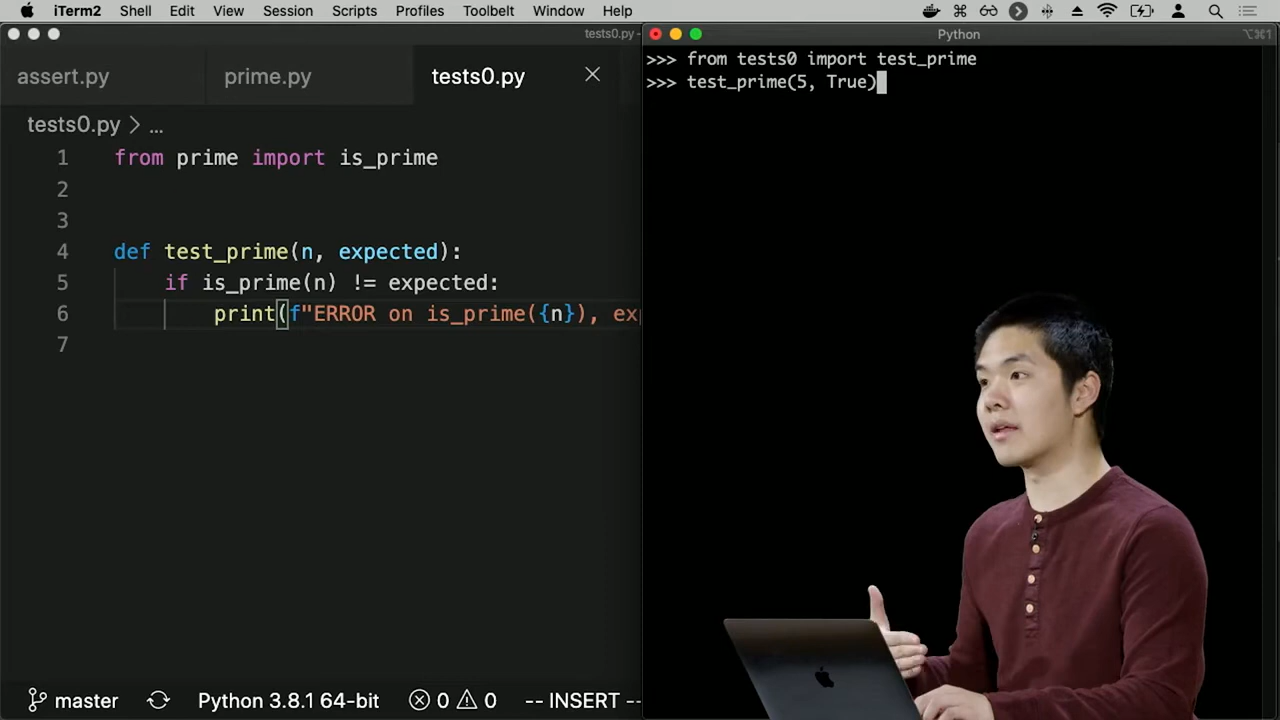 iTerm2 Shell Edit View Session Scripts Profiles Toolbelt Window Help
tests0.py -
assert.py prime.py tests0.py
tests0.py > ...
1 from prime import is_prime
2
3
4 def test_prime(n, expected):
5 if is_prime(n) != expected:
6 print(f"ERROR on is_prime({n}), exp
7
master Python 3.8.1 64-bit 0 0 -- INSERT --
Python ⌥⌘1
>>> from tests0 import test_prime
>>> test_prime(5, True)